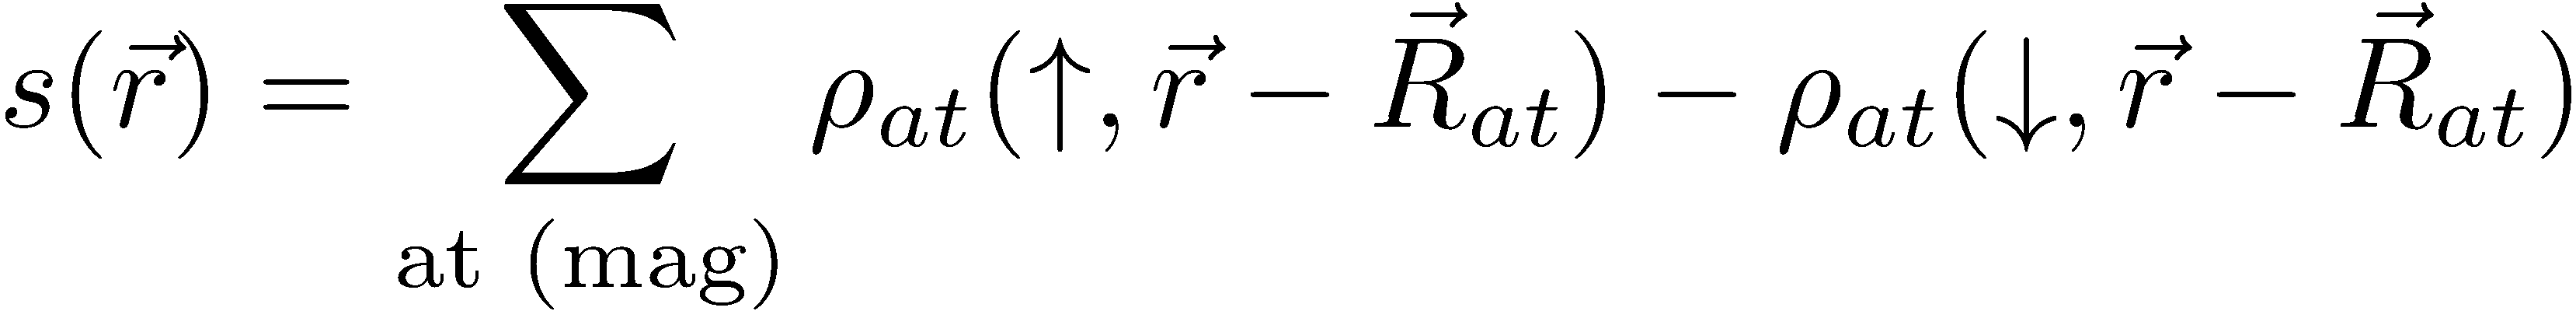 s(\vec{r}) = \sum_{\text{at (mag)}} \rho_{at}(\uparrow, \vec{r} - \vec{R}_{at}) - \rho_{at}(\downarrow, \vec{r} - \vec{R}_{at})